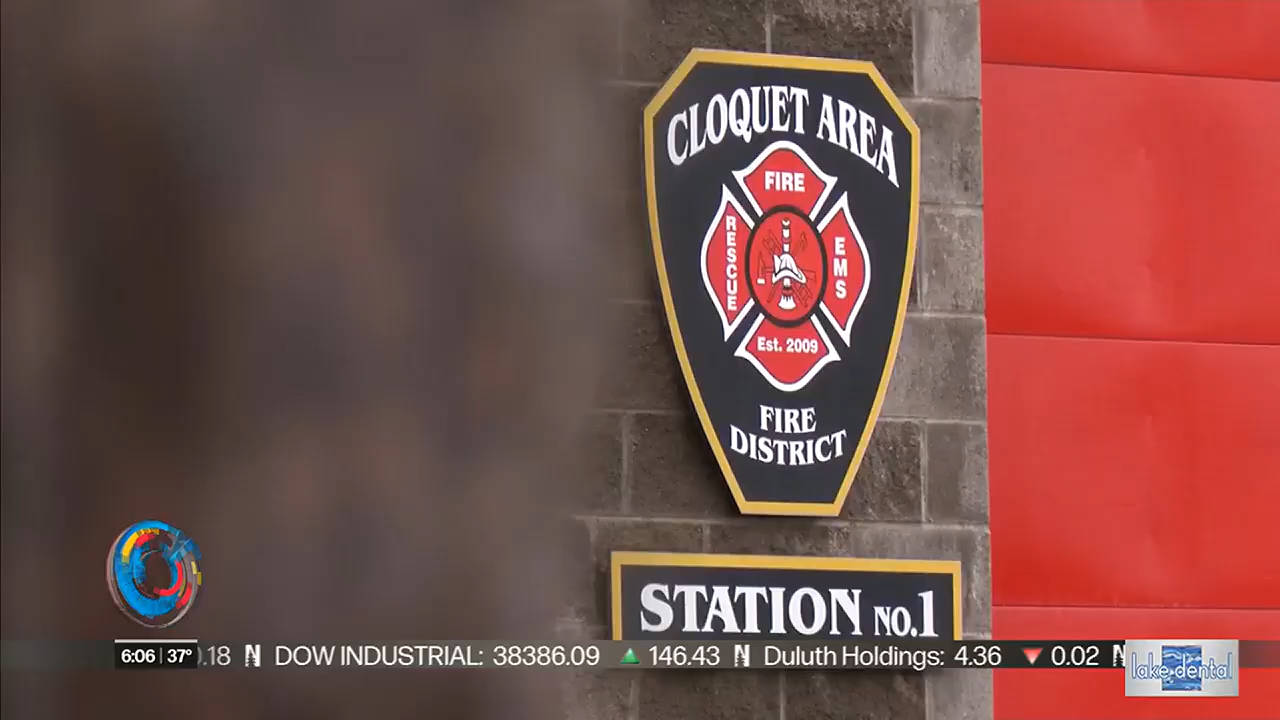 CLOQUET AREA
FIRE
RESCUE
EMS
Est. 2009
FIRE
DISTRICT
STATION NO.1
6:06 | 37° .18 N DOW INDUSTRIAL: 38386.09 146.43 N Duluth Holdings: 4.36 0.02 N
lake dental